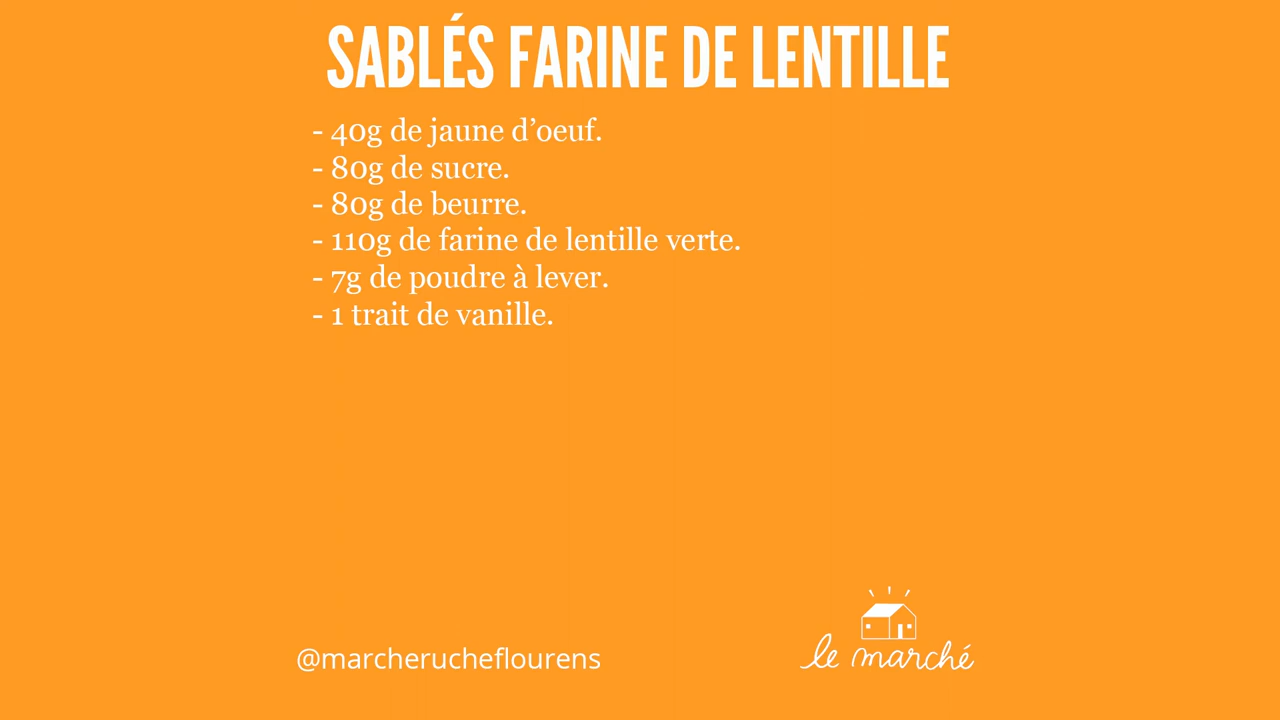 SABLÉS FARINE DE LENTILLE
- 40g de jaune d’oeuf.
- 80g de sucre.
- 80g de beurre.
- 110g de farine de lentille verte.
- 7g de poudre à lever.
- 1 trait de vanille.
@marcherucheflourens
le marché